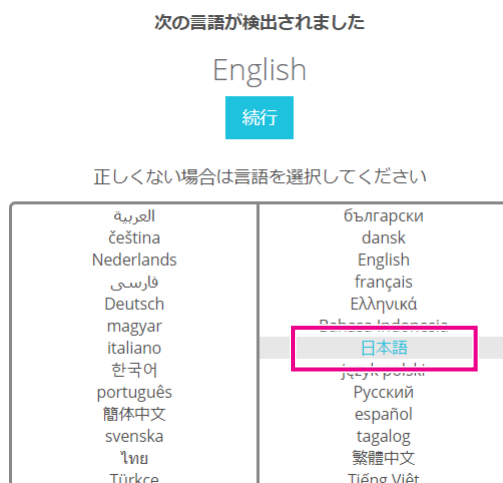 次の言語が検出されました
English
続行
正しくない場合は言語を選択してください
العربية
čeština
Nederlands
فارسی
Deutsch
magyar
italiano
한국어
português
簡体中文
svenska
ไทย
Türkçe
български
dansk
English
français
Ελληνικά
Bahasa Indonesia
日本語
język polski
Русский
español
tagalog
繁體中文
Tiếng Việt